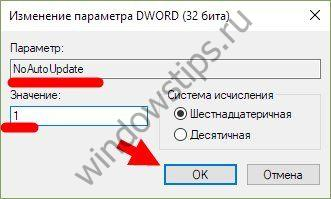 Изменение параметра DWORD (32 бита)
Параметр:
NoAutoUpdate
Значение:
1
Система исчисления
Шестнадцатеричная
Десятичная
OK
Отмена
windowstips.ru